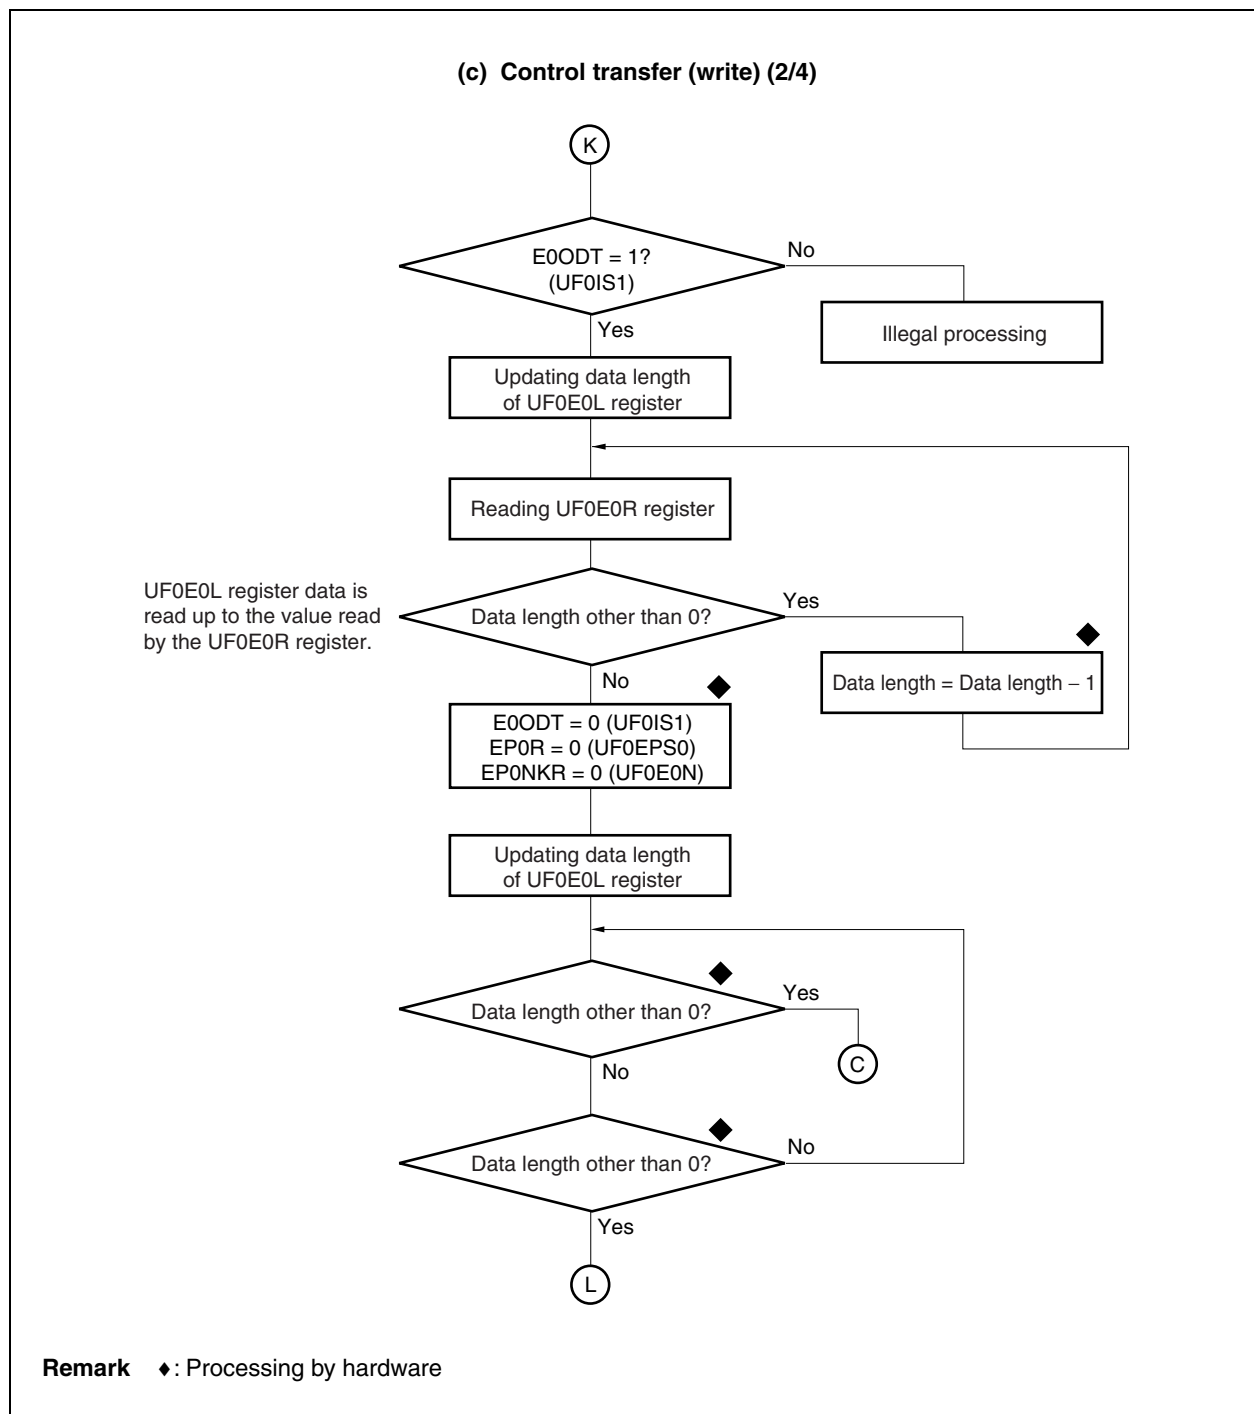 (c) Control transfer (write) (2/4)
K
E0ODT = 1?
(UF0IS1)
No
Yes
Illegal processing
Updating data length
of UF0E0L register
Reading UF0E0R register
UF0E0L register data is
read up to the value read
by the UF0E0R register.
Data length other than 0?
Yes
No
Data length = Data length – 1
E0ODT = 0 (UF0IS1)
EP0R = 0 (UF0EPS0)
EP0NKR = 0 (UF0E0N)
Updating data length
of UF0E0L register
Data length other than 0?
Yes
C
No
Data length other than 0?
No
Yes
L
Remark ♦: Processing by hardware